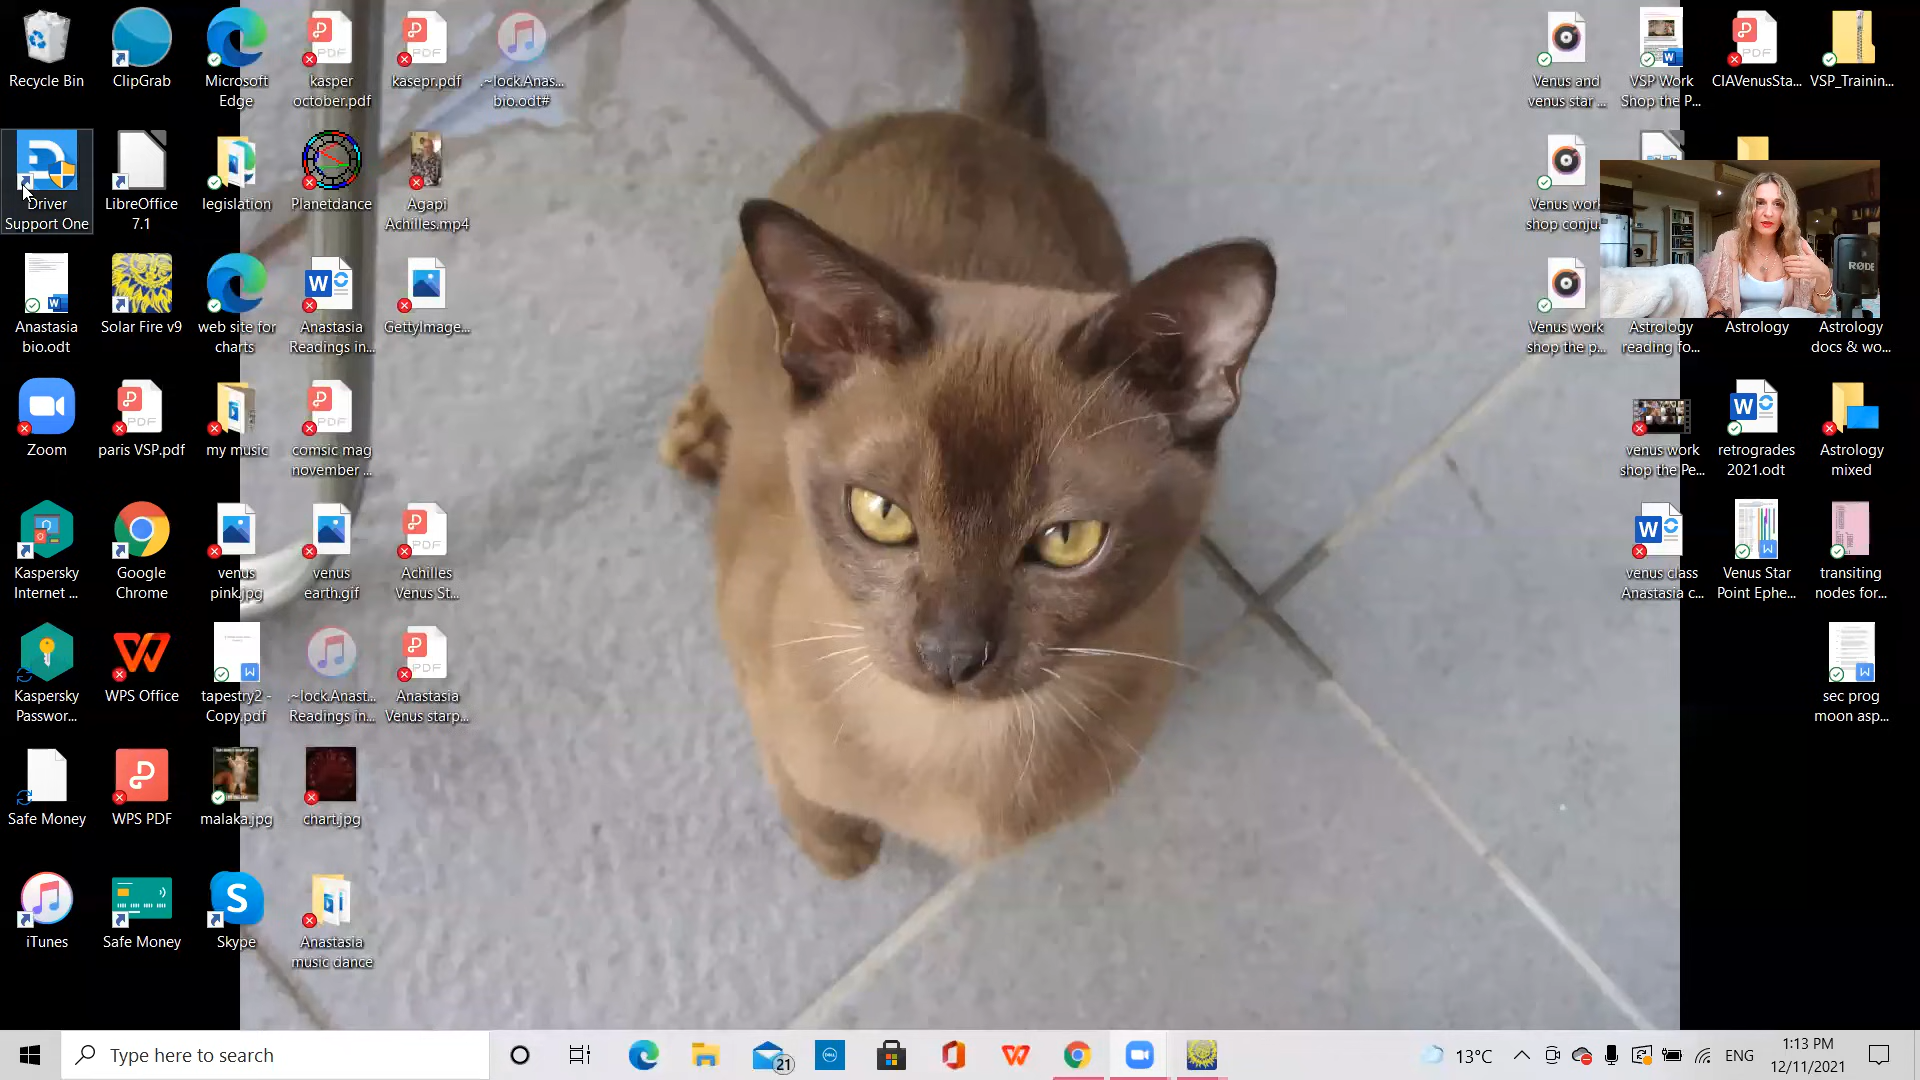 Recycle Bin
ClipGrab
Microsoft
Edge
kasper
october.pdf
kasepr.pdf
.~lock.Anas...
bio.odt#
Venus and
venus star ...
VSP Work
Shop the P...
CIAVenusSta...
VSP_Trainin...
Driver
Support One
LibreOffice
7.1
legislation
Planetdance
Agapi
Achilles.mp4
Venus wor
shop conju
RØDE
Anastasia
bio.odt
Solar Fire v9
web site for
charts
Anastasia
Readings in...
GettyImage...
Venus work
shop the p...
Astrology
reading fo...
Astrology
Astrology
docs & wo...
Zoom
paris VSP.pdf
my music
comsic mag
november ...
venus work
shop the Pe...
retrogrades
2021.odt
Astrology
mixed
Kaspersky
Internet ...
Google
Chrome
venus
pink.jpg
venus
earth.gif
Achilles
Venus St...
venus class
Anastasia c...
Venus Star
Point Ephe...
transiting
nodes for...
Kaspersky
Passwor...
WPS Office
tapestry2 -
Copy.pdf
.~lock.Anast...
Readings in...
Anastasia
Venus starp...
sec prog
moon asp...
Safe Money
WPS PDF
malaka.jpg
chart.jpg
iTunes
Safe Money
Skype
Anastasia
music dance
Type here to search
21
DELL
13°C
ENG
1:13 PM
12/11/2021